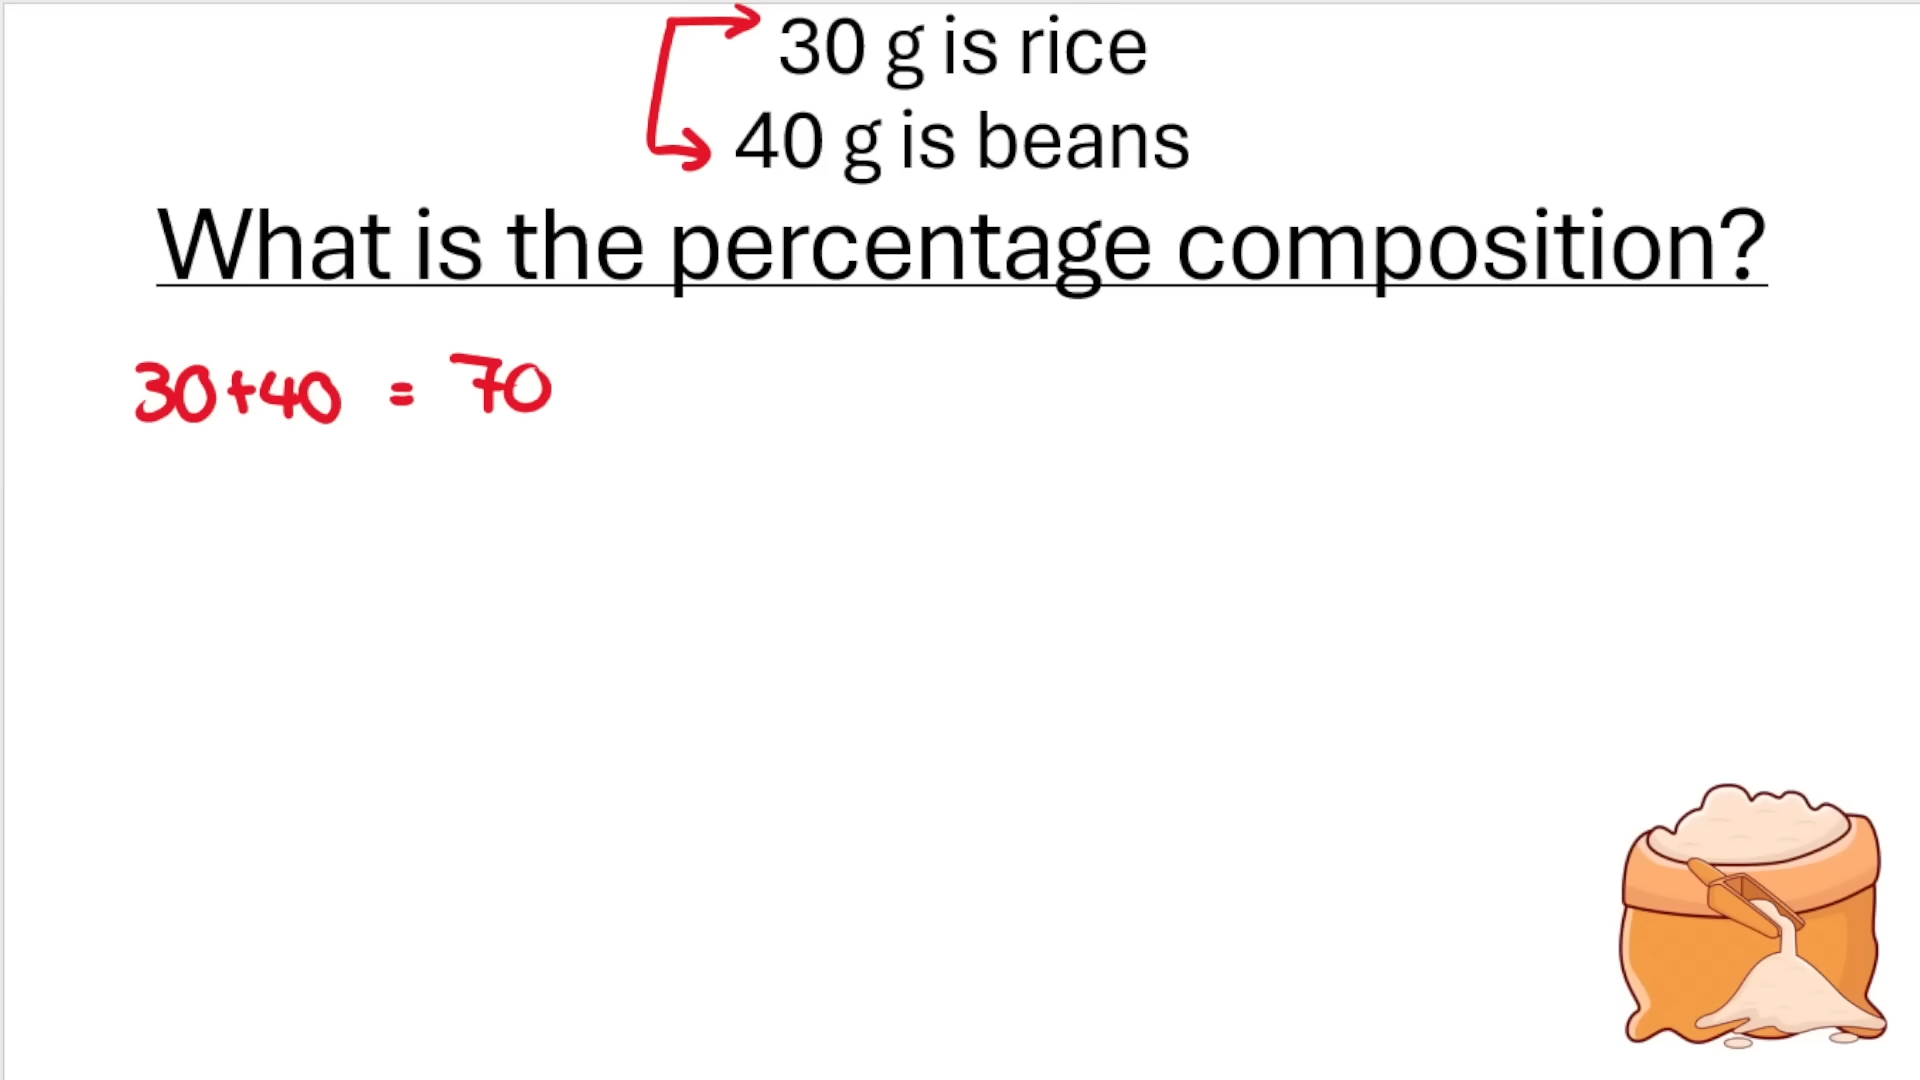 30 g is rice
40 g is beans
What is the percentage composition?
30+40 = 70